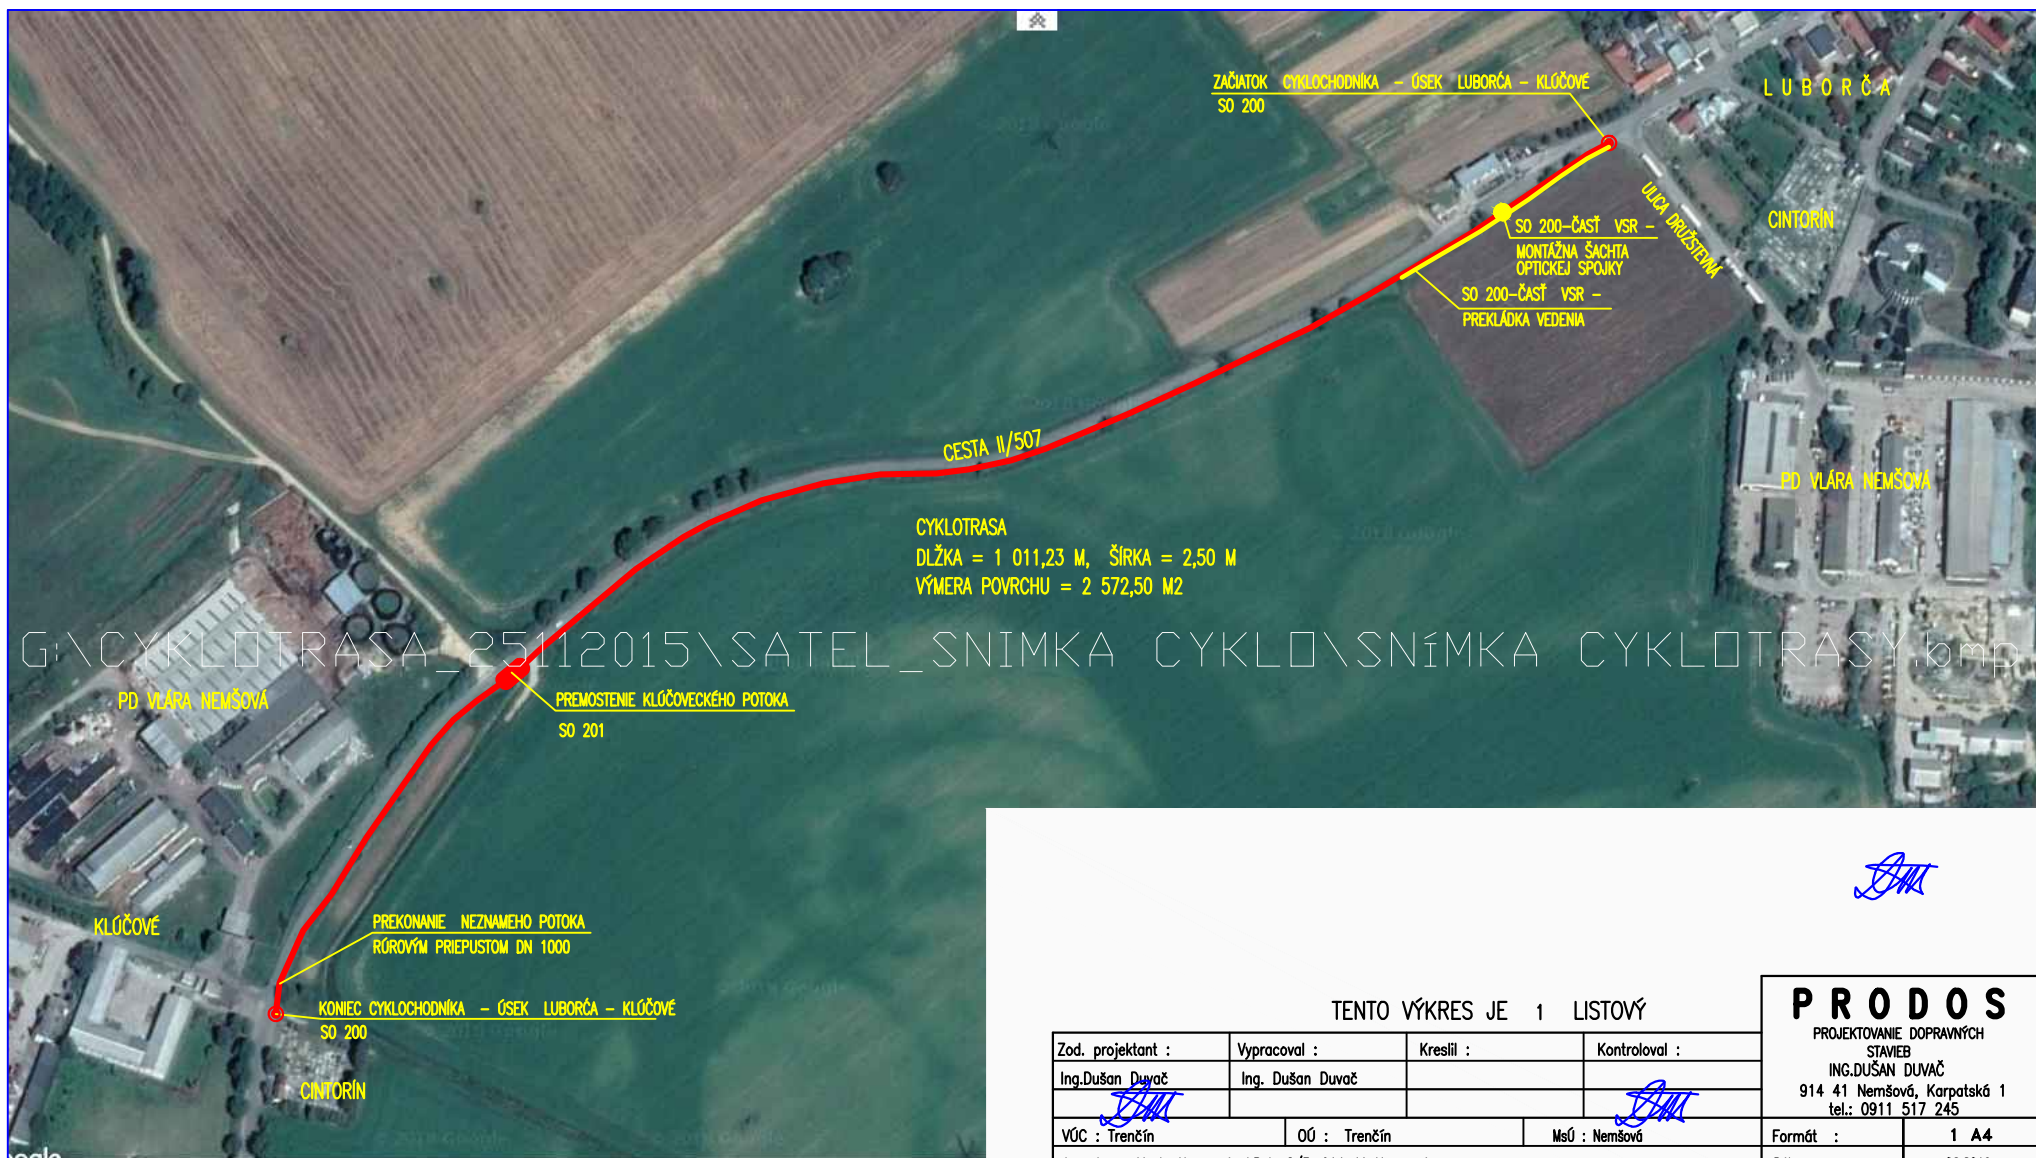 ZAČIATOK CYKLOCHODNÍKA - ÚSEK LUBORĆA - KLÚČOVÉ
SO 200
LUBORČA
CINTORÍN
ULICA DRUŽSTEVNÁ
SO 200-ČASŤ VSR -
MONTÁŽNA ŠACHTA
OPTICKEJ SPOJKY
SO 200-ČASŤ VSR -
PREKLÁDKA VEDENIA
CESTA II/507
PD VLÁRA NEMŠOVÁ
CYKLOTRASA
DLŽKA = 1 011,23 M, ŠÍRKA = 2,50 M
VÝMERA POVRCHU = 2 572,50 M2
G:\CYKLOTRASA_25112015\SATEL_SNIMKA CYKLO\SNíMKA CYKLOTRASY.bmp
PD VLÁRA NEMŠOVÁ
PREMOSTENIE KLÚČOVECKÉHO POTOKA
SO 201
KLÚČOVÉ
PREKONANIE NEZNAMEHO POTOKA
RÚROVÝM PRIEPUSTOM DN 1000
KONIEC CYKLOCHODNÍKA - ÚSEK LUBORĆA - KLÚČOVÉ
SO 200
CINTORÍN
TENTO VÝKRES JE 1 LISTOVÝ
PRODOS
PROJEKTOVANIE DOPRAVNÝCH
STAVIEB
ING.DUŠAN DUVAČ
914 41 Nemšová, Karpatská 1
tel.: 0911 517 245
Zod. projektant : Vypracoval : Kreslil : Kontroloval :
Ing.Dušan Duvač Ing. Dušan Duvač
VÚC : Trenčín OÚ : Trenčín MsÚ : Nemšová Formát : 1 A4